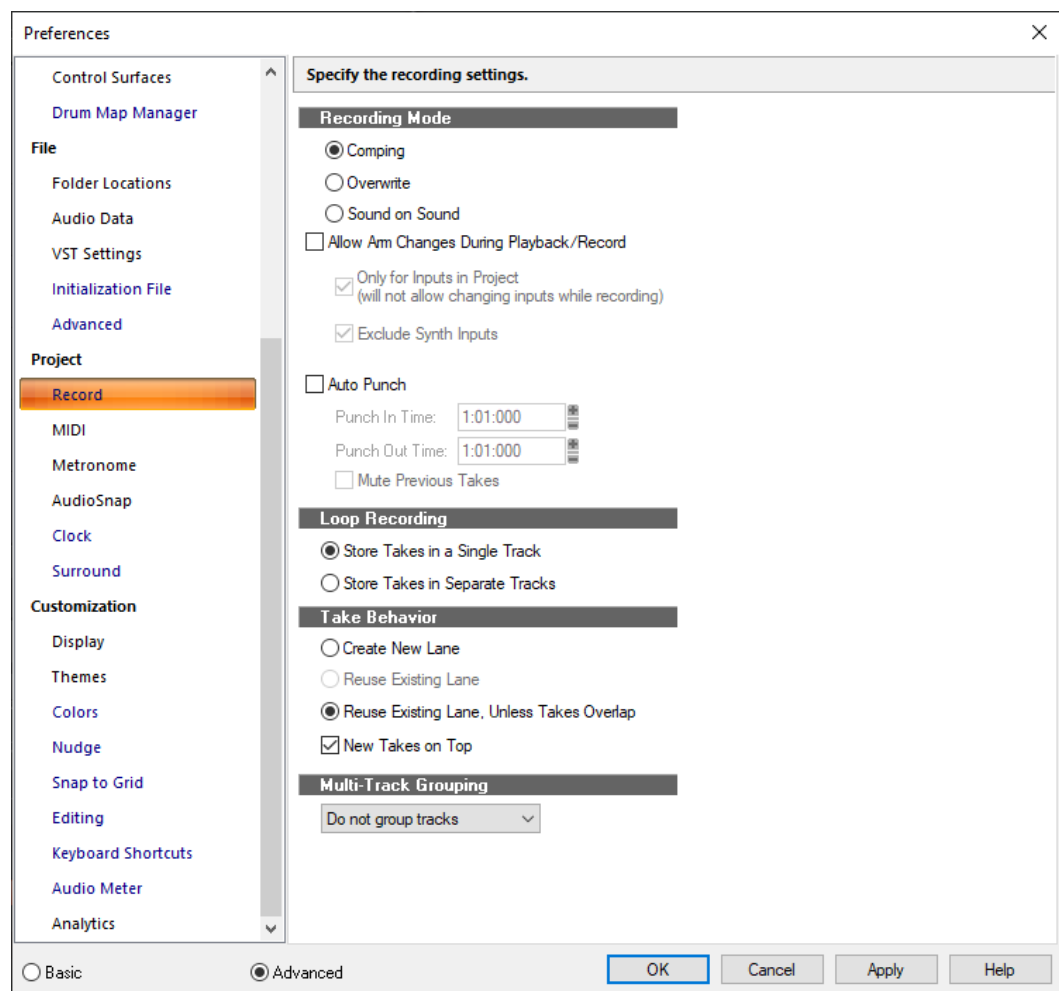 Preferences
Control Surfaces
Drum Map Manager
File
Folder Locations
Audio Data
VST Settings
Initialization File
Advanced
Project
Record
MIDI
Metronome
AudioSnap
Clock
Surround
Customization
Display
Themes
Colors
Nudge
Snap to Grid
Editing
Keyboard Shortcuts
Audio Meter
Analytics
Specify the recording settings.
Recording Mode
Comping
Overwrite
Sound on Sound
Allow Arm Changes During Playback/Record
Only for Inputs in Project
(will not allow changing inputs while recording)
Exclude Synth Inputs
Auto Punch
Punch In Time: 1:01:000
Punch Out Time: 1:01:000
Mute Previous Takes
Loop Recording
Store Takes in a Single Track
Store Takes in Separate Tracks
Take Behavior
Create New Lane
Reuse Existing Lane
Reuse Existing Lane, Unless Takes Overlap
New Takes on Top
Multi-Track Grouping
Do not group tracks
Basic
Advanced
OK
Cancel
Apply
Help